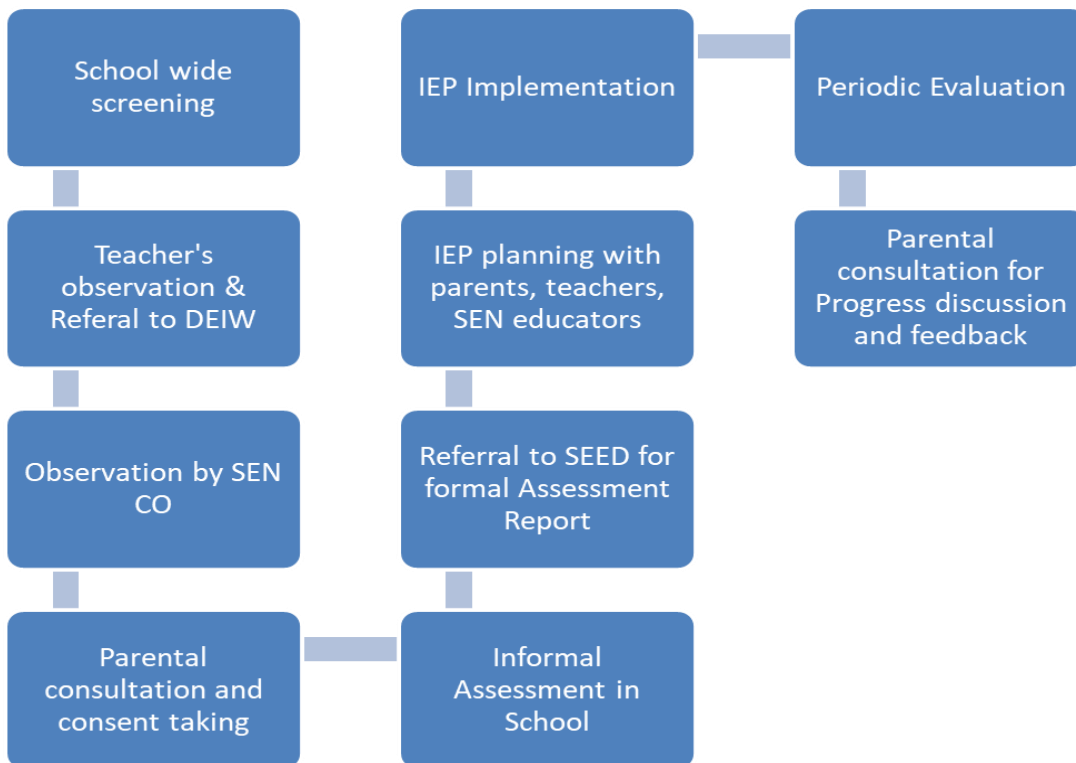 School wide
screening
Teacher's
observation &
Referal to DEIW
Observation by SEN
CO
Parental
consultation and
consent taking
Informal
Assessment in
School
Referral to SEED for
formal Assessment
Report
IEP planning with
parents, teachers,
SEN educators
IEP Implementation
Periodic Evaluation
Parental
consultation for
Progress discussion
and feedback